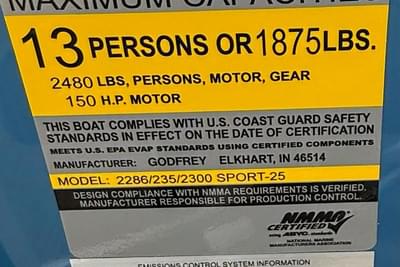 MAXIMUM CAPACITIES
13 PERSONS OR 1875 LBS.
2480 LBS, PERSONS, MOTOR, GEAR
150 H.P. MOTOR
THIS BOAT COMPLIES WITH U.S. COAST GUARD SAFETY
STANDARDS IN EFFECT ON THE DATE OF CERTIFICATION
MEETS U.S. EPA EVAP STANDARDS USING CERTIFIED COMPONENTS
MANUFACTURER: GODFREY ELKHART, IN 46514
MODEL: 2286/235/2300 SPORT-25
DESIGN COMPLIANCE WITH NMMA REQUIREMENTS IS VERIFIED.
MANUFACTURER RESPONSIBLE FOR PRODUCTION CONTROL.
NMMA
CERTIFIED
using ABYC standards
NATIONAL MARINE
MANUFACTURERS ASSOCIATION
EMISSIONS CONTROL SYSTEM INFORMATION